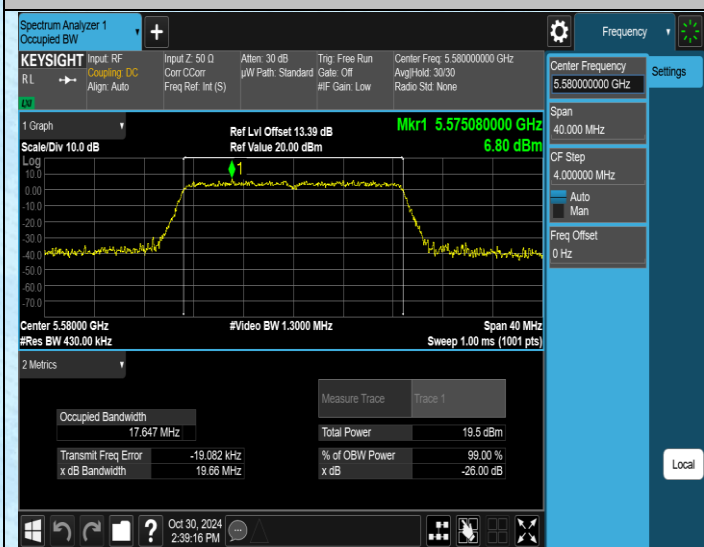 Spectrum Analyzer 1
Occupied BW
Frequency
KEYSIGHT
RL
LXI
Input: RF
Coupling: DC
Align: Auto
Input Z: 50 Ω
Corr CCorr
Freq Ref: Int (S)
Atten: 30 dB
µW Path: Standard
Trig: Free Run
Gate: Off
#IF Gain: Low
Center Freq: 5.580000000 GHz
Avg|Hold: 30/30
Radio Std: None
Center Frequency
5.580000000 GHz
Settings
Span
40.000 MHz
CF Step
4.000000 MHz
Auto
Man
Freq Offset
0 Hz
1 Graph
Scale/Div 10.0 dB
Ref Lvl Offset 13.39 dB
Ref Value 20.00 dBm
Mkr1 5.575080000 GHz
6.80 dBm
Log
10.0
0.00
-10.0
-20.0
-30.0
-40.0
-50.0
-60.0
-70.0
1
Center 5.58000 GHz
#Video BW 1.3000 MHz
Span 40 MHz
#Res BW 430.00 kHz
Sweep 1.00 ms (1001 pts)
2 Metrics
Measure Trace Trace 1
Occupied Bandwidth
17.647 MHz
Total Power 19.5 dBm
Transmit Freq Error -19.082 kHz
% of OBW Power 99.00 %
x dB Bandwidth 19.66 MHz
x dB -26.00 dB
Local
?
Oct 30, 2024
2:39:16 PM